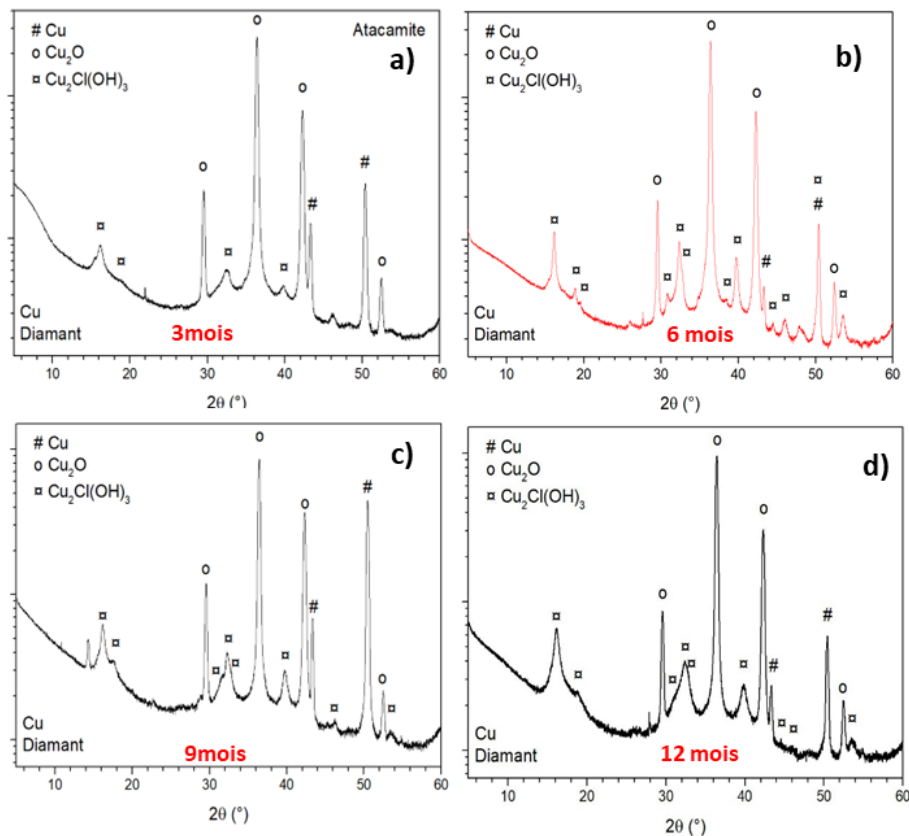 # Cu
o Cu₂O
¤ Cu₂Cl(OH)₃
Atacamite
a)
o
o
o
#
#
o
¤
¤
¤
¤
Cu
Diamant
3mois
10 20 30 40 50 60
2θ (°)
# Cu
o Cu₂O
¤ Cu₂Cl(OH)₃
b)
o
o
o
¤
#
¤
¤
¤
¤
¤
¤
¤
¤
#
¤
¤
o
¤
Cu
Diamant
6 mois
10 20 30 40 50 60
2θ (°)
# Cu
o Cu₂O
¤ Cu₂Cl(OH)₃
c)
o
o
o
#
#
¤
¤
¤
¤
¤
¤
¤
o
¤
Cu
Diamant
9mois
10 20 30 40 50 60
2θ (°)
# Cu
o Cu₂O
¤ Cu₂Cl(OH)₃
d)
o
o
o
#
#
¤
¤
¤
¤
¤
¤
¤
¤
o
¤
Cu
Diamant
12 mois
10 20 30 40 50 60
2θ (°)